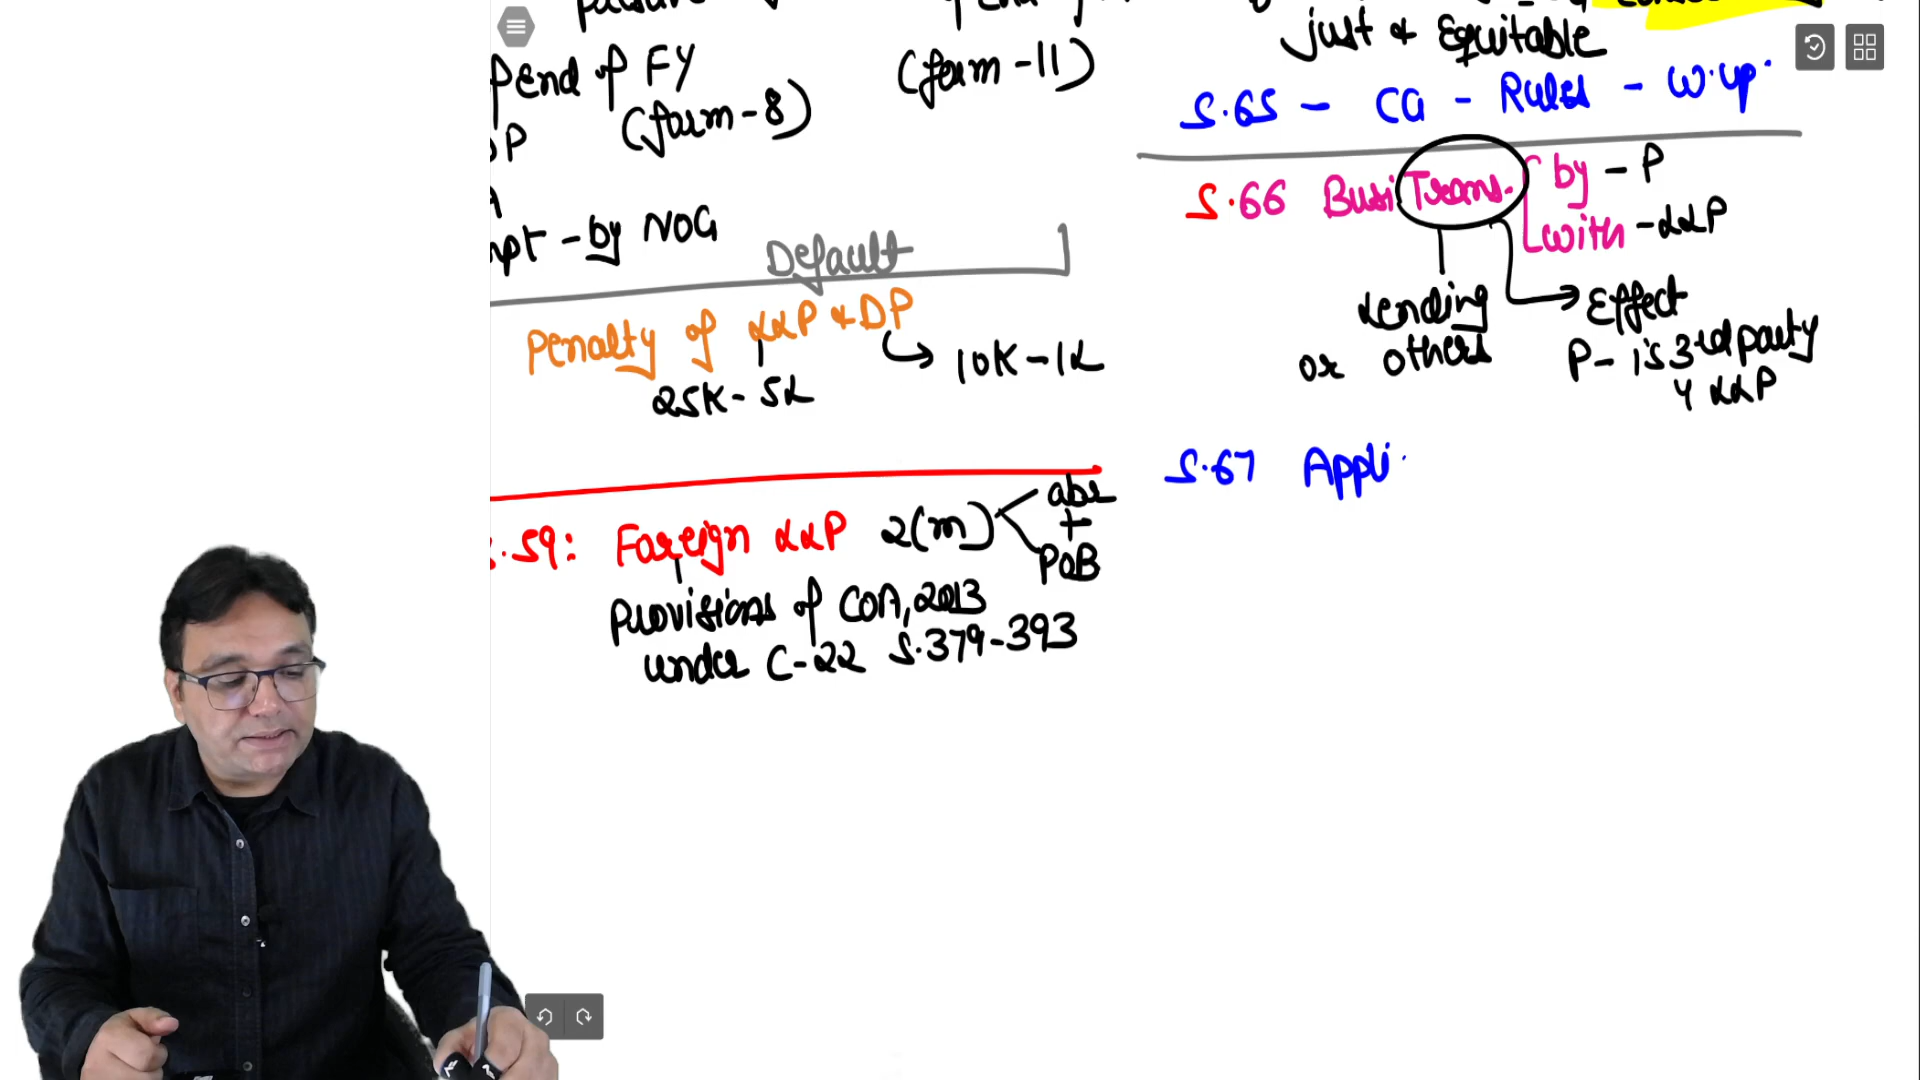 end of FY
(form-8)
(form-11)
just & Equitable
S.65 - CG - Rules - w.up.
by NOG
Default
Penalty of LLP & DP
25K - 5L
10K - 1L
S.59: Foreign LLP 2(m)
abr
+
PoB
Provisions of COA, 2013
under C-22 S.379-393
S.66 Busi Trans.
by - P
with - LLP
Lending
or others
Effect
P - is 3rd party
LLP
S.67 Appli.